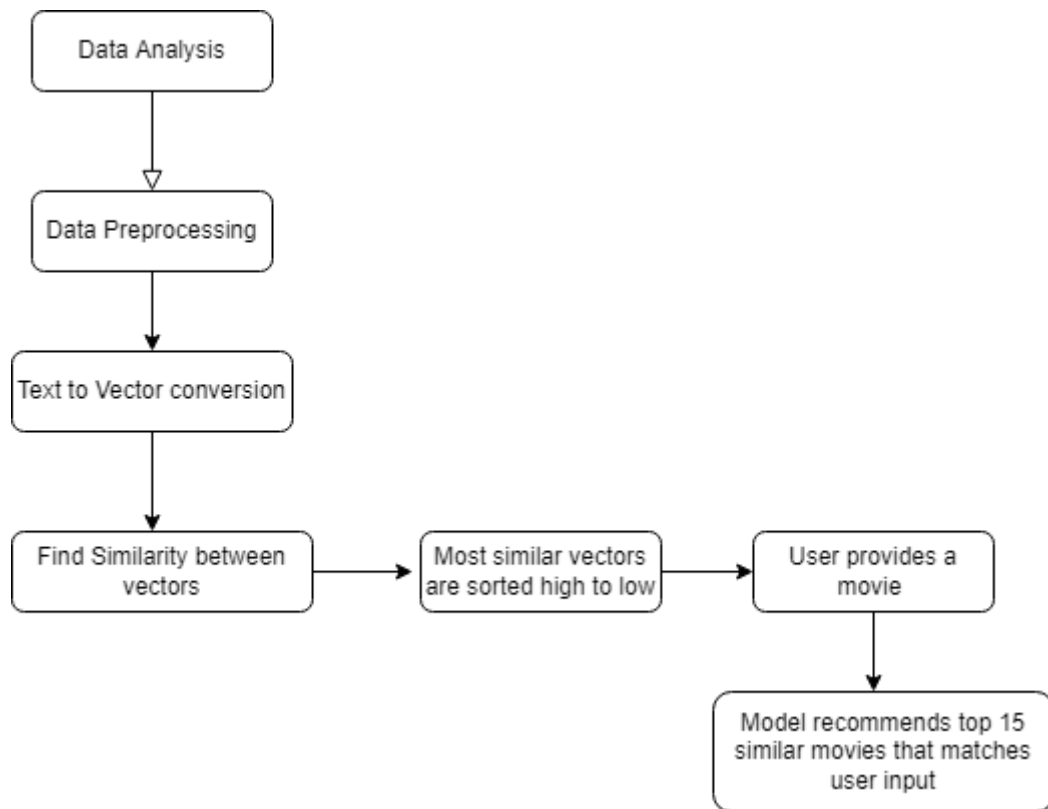 Data Analysis
Data Preprocessing
Text to Vector conversion
Find Similarity between
vectors
Most similar vectors
are sorted high to low
User provides a
movie
Model recommends top 15
similar movies that matches
user input